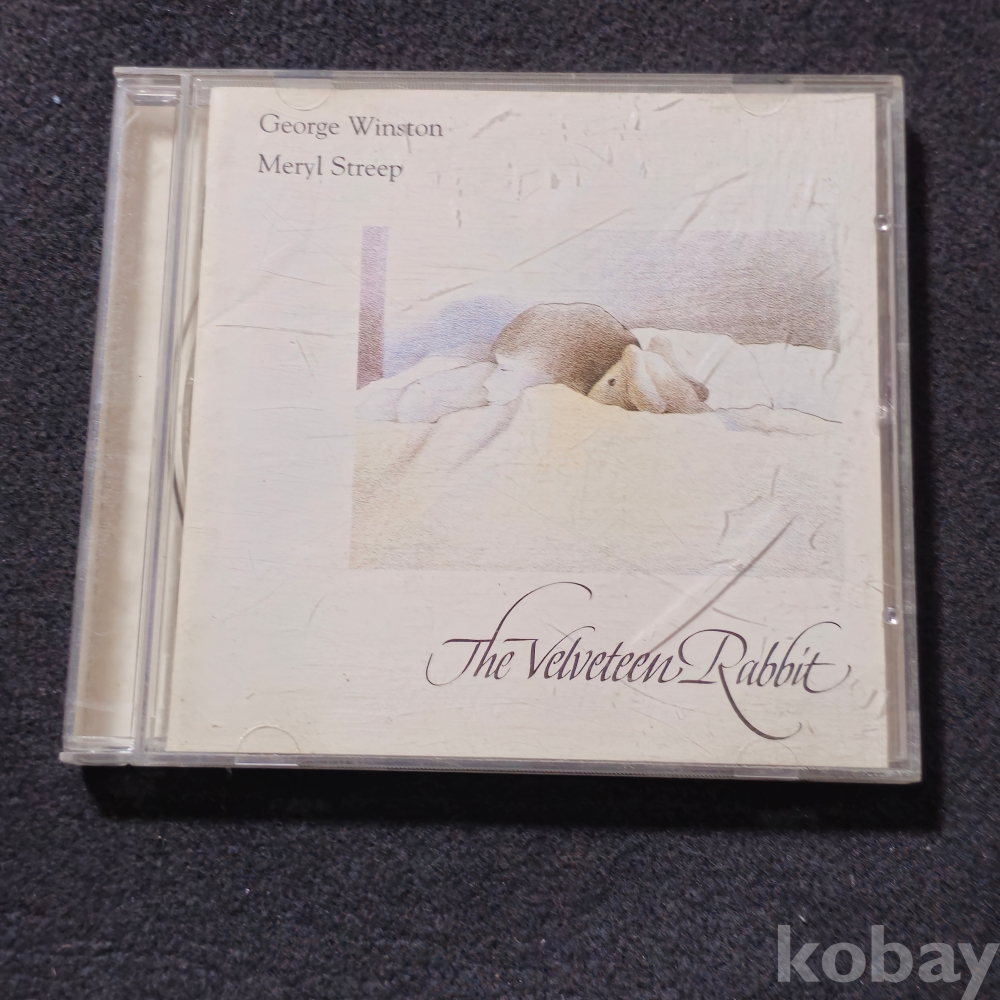 George Winston
Meryl Streep
The Velveteen Rabbit
kobay